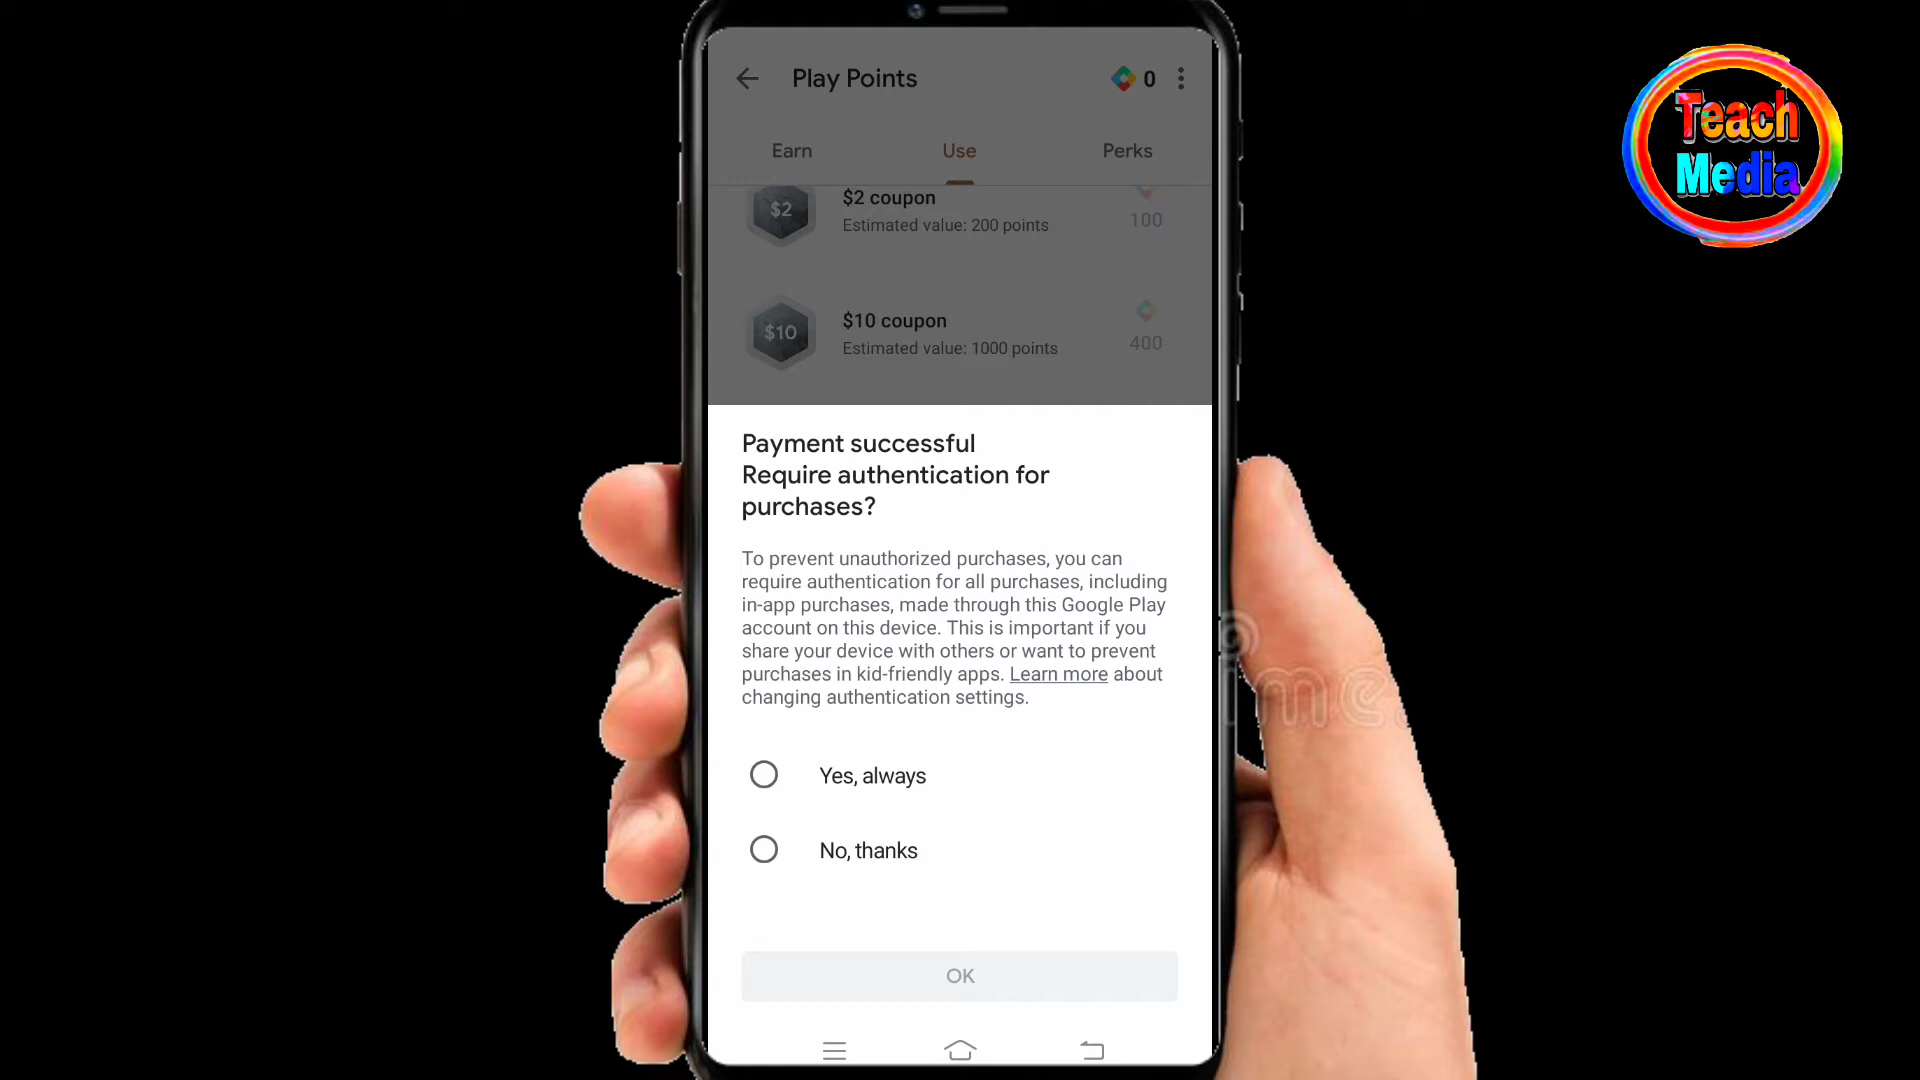 Play Points
0
Earn
Use
Perks
$2
$2 coupon
Estimated value: 200 points
100
$10
$10 coupon
Estimated value: 1000 points
400
Payment successful
Require authentication for
purchases?
To prevent unauthorized purchases, you can
require authentication for all purchases, including
in-app purchases, made through this Google Play
account on this device. This is important if you
share your device with others or want to prevent
purchases in kid-friendly apps. Learn more about
changing authentication settings.
Yes, always
No, thanks
OK
Teach
Media